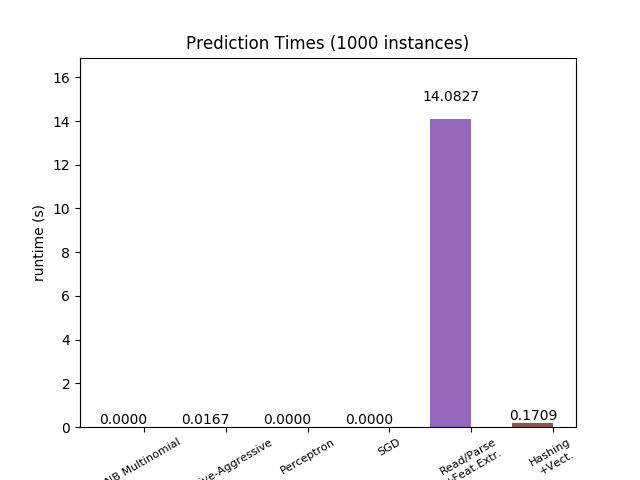 Prediction Times (1000 instances)
runtime (s)
16
14
12
10
8
6
4
2
0
0.0000
0.0167
0.0000
0.0000
14.0827
0.1709
NB Multinomial
ve-Aggressive
Perceptron
SGD
Read/Parse
+Feat.Extr.
Hashing
+Vect.